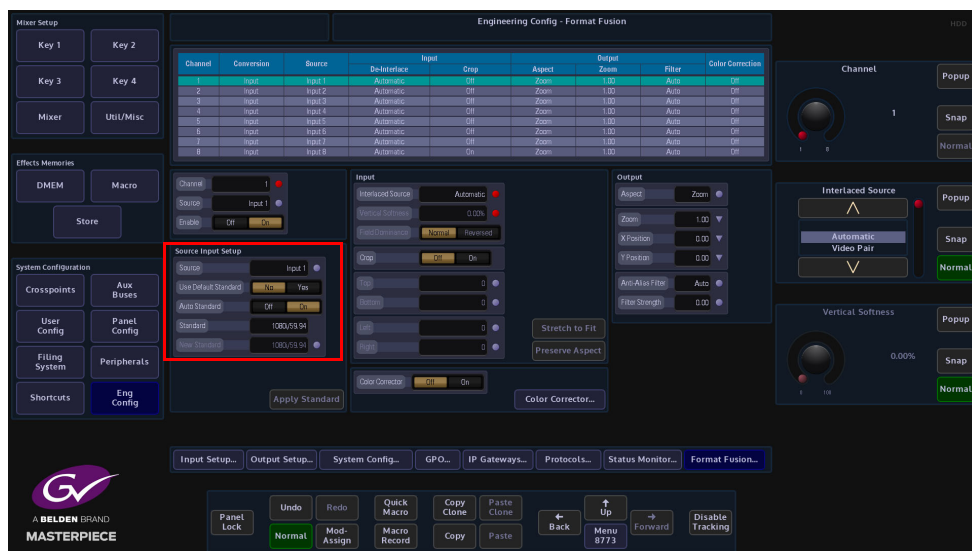 Mixer Setup
Engineering Config - Format Fusion
HDD
Key 1
Key 2
Key 3
Key 4
Mixer
Util/Misc
Effects Memories
DMEM
Macro
Store
System Configuration
Crosspoints
Aux
Buses
User
Config
Panel
Config
Filing
System
Peripherals
Shortcuts
Eng
Config
Channel
Conversion
Source
Input
Output
Color Correction
De-Interlace
Crop
Aspect
Zoom
Filter
1 Input Input 1 Automatic Off Zoom 1.00 Auto Off
2 Input Input 2 Automatic Off Zoom 1.00 Auto Off
3 Input Input 3 Automatic Off Zoom 1.00 Auto Off
4 Input Input 4 Automatic Off Zoom 1.00 Auto Off
5 Input Input 5 Automatic Off Zoom 1.00 Auto Off
6 Input Input 6 Automatic Off Zoom 1.00 Auto Off
7 Input Input 7 Automatic Off Zoom 1.00 Auto Off
8 Input Input 8 Automatic On Zoom 1.00 Auto Off
Channel 1
Source Input 1
Enable Off On
Source Input Setup
Source Input 1
Use Default Standard No Yes
Auto Standard Off On
Standard 1080i/59.94
New Standard 1080i/59.94
Apply Standard
Input
Interlaced Source Automatic
Vertical Softness 0.00%
Field Dominance Normal Reversed
Crop Off On
Top 0
Bottom 0
Left 0
Right 0
Stretch to Fit
Preserve Aspect
Color Corrector Off On
Color Corrector...
Output
Aspect Zoom
Zoom 1.00
X Position 0.00
Y Position 0.00
Anti-Alias Filter Auto
Filter Strength 0.00
Channel
1
1 8
Popup
Snap
Normal
Interlaced Source
Automatic
Video Pair
Popup
Snap
Normal
Vertical Softness
0.00%
0 100
Popup
Snap
Normal
Input Setup...
Output Setup...
System Config...
GPO...
IP Gateways...
Protocols...
Status Monitor...
Format Fusion...
GV
A BELDEN BRAND
MASTERPIECE
Panel
Lock
Undo
Redo
Normal
Mod-
Assign
Quick
Macro
Macro
Record
Copy
Clone
Paste
Clone
Copy
Paste
Back
Up
Menu
8773
Forward
Disable
Tracking